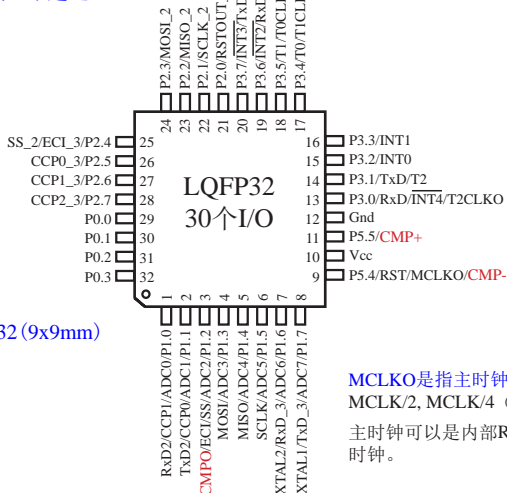 P2.3/MOSI_2
P2.2/MISO_2
P2.1/SCLK_2
P2.0/RSTOUT_
P3.7/INT3/TxD
P3.6/INT2/RxD
P3.5/T1/T0CL
P3.4/T0/T1CL
24 23 22 21 20 19 18 17
SS_2/ECI_3/P2.4 25
CCP0_3/P2.5 26
CCP1_3/P2.6 27
CCP2_3/P2.7 28
P0.0 29
P0.1 30
P0.2 31
P0.3 32
LQFP32
30个I/O
16 P3.3/INT1
15 P3.2/INT0
14 P3.1/TxD/T2
13 P3.0/RxD/INT4/T2CLKO
12 Gnd
11 P5.5/CMP+
10 Vcc
9 P5.4/RST/MCLKO/CMP-
1 2 3 4 5 6 7 8
RxD2/CCP1/ADC0/P1.0
TxD2/CCP0/ADC1/P1.1
CMPO/ECI/SS/ADC2/P1.2
MOSI/ADC3/P1.3
MISO/ADC4/P1.4
SCLK/ADC5/P1.5
XTAL2/RxD_3/ADC6/P1.6
XTAL1/TxD_3/ADC7/P1.7
32(9x9mm)
MCLKO是指主时钟
MCLK/2, MCLK/4（
主时钟可以是内部R
时钟。